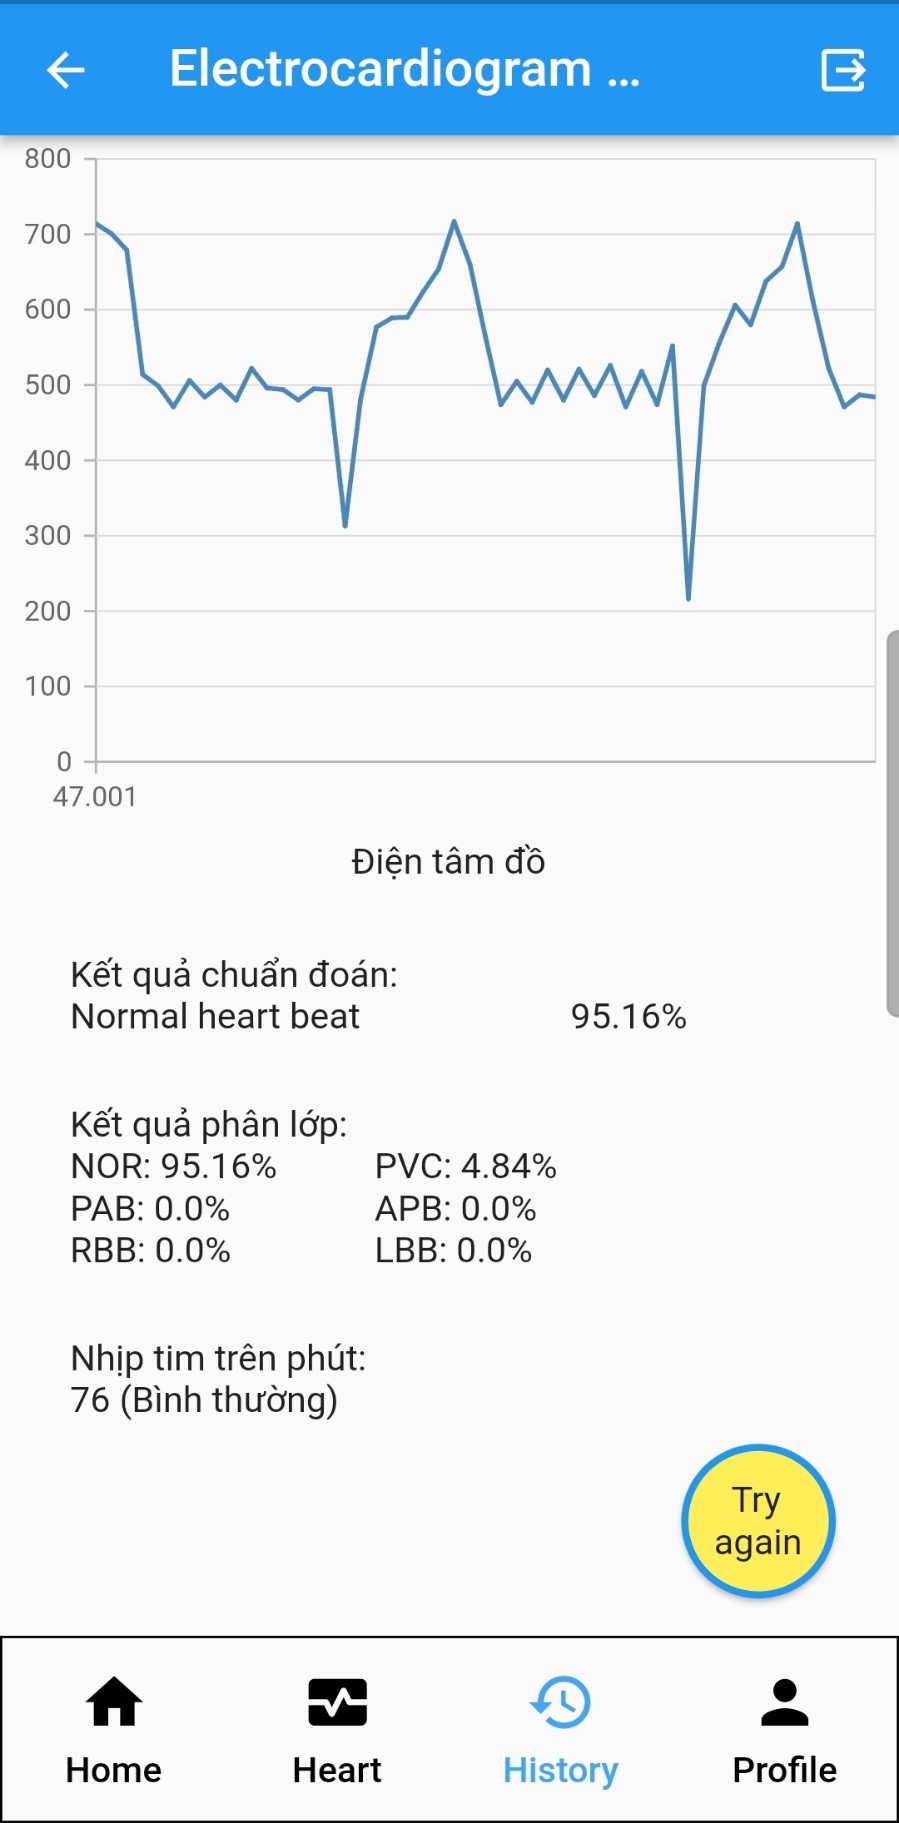 Electrocardiogram ...
800
700
600
500
400
300
200
100
0
47.001
Điện tâm đồ
Kết quả chuẩn đoán:
Normal heart beat 95.16%
Kết quả phân lớp:
NOR: 95.16% PVC: 4.84%
PAB: 0.0% APB: 0.0%
RBB: 0.0% LBB: 0.0%
Nhịp tim trên phút:
76 (Bình thường)
Try
again
Home Heart History Profile